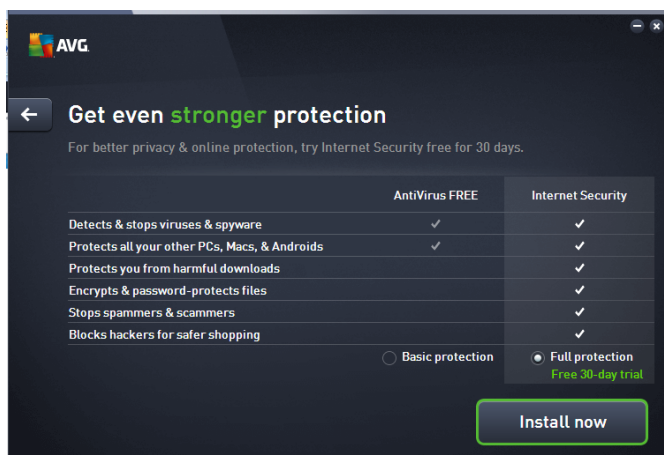 AVG.
Get even stronger protection
For better privacy & online protection, try Internet Security free for 30 days.
AntiVirus FREE Internet Security
Detects & stops viruses & spyware
Protects all your other PCs, Macs, & Androids
Protects you from harmful downloads
Encrypts & password-protects files
Stops spammers & scammers
Blocks hackers for safer shopping
Basic protection Full protection
Free 30-day trial
Install now